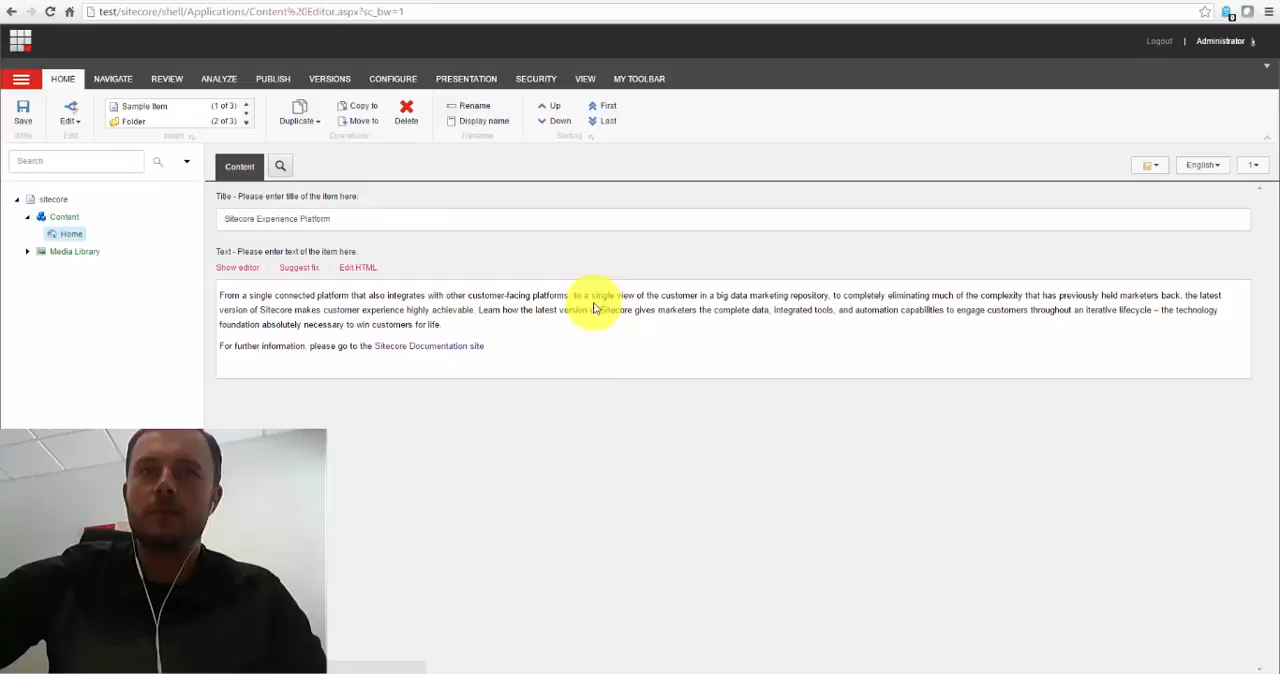 test/sitecore/shell/Applications/Content%20Editor.aspx?sc_bw=1
Logout | Administrator
HOME NAVIGATE REVIEW ANALYZE PUBLISH VERSIONS CONFIGURE PRESENTATION SECURITY VIEW MY TOOLBAR
Sample Item (1 of 3) Copy to Rename Up First
Save Edit Folder (2 of 3) Duplicate Move to Delete Display name Down Last
Write Edit Insert Operations Rename Sorting
Search Content English 1
sitecore
Content
Home
Media Library
Title - Please enter title of the item here:
Sitecore Experience Platform
Text - Please enter text of the item here.
Show editor Suggest fix Edit HTML
From a single connected platform that also integrates with other customer-facing platforms to a single view of the customer in a big data marketing repository, to completely eliminating much of the complexity that has previously held marketers back, the latest
version of Sitecore makes customer experience highly achievable. Learn how the latest version of Sitecore gives marketers the complete data, integrated tools, and automation capabilities to engage customers throughout an iterative lifecycle – the technology
foundation absolutely necessary to win customers for life.
For further information, please go to the Sitecore Documentation site